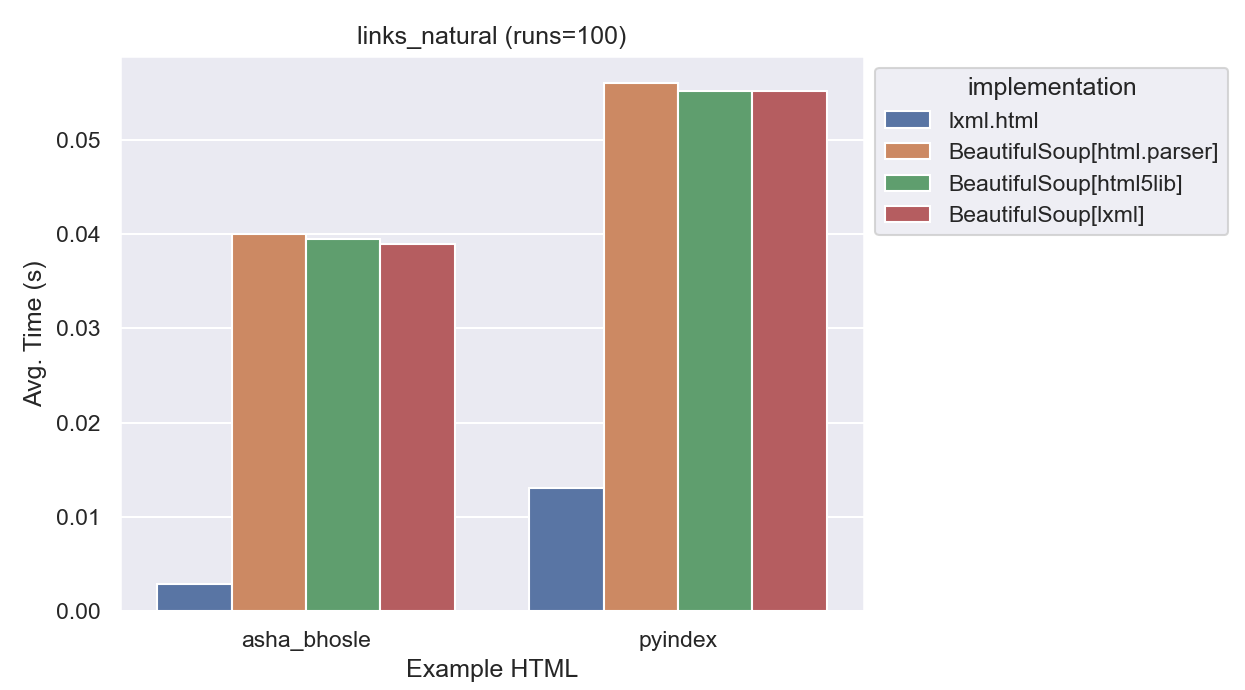 links_natural (runs=100)
implementation
lxml.html
BeautifulSoup[html.parser]
BeautifulSoup[html5lib]
BeautifulSoup[lxml]
Avg. Time (s)
0.05
0.04
0.03
0.02
0.01
0.00
asha_bhosle
pyindex
Example HTML